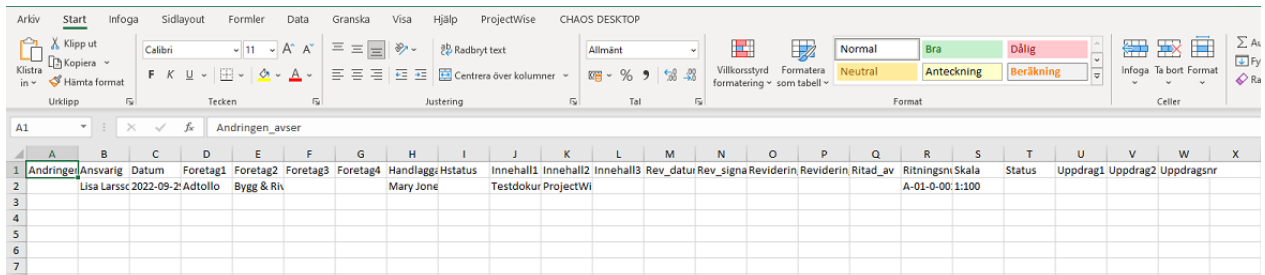 Arkiv Start Infoga Sidlayout Formler Data Granska Visa Hjälp ProjectWise CHAOS DESKTOP
Klistra in
Klipp ut
Kopiera
Hämta format
Urklipp
Calibri 11
F K U
Tecken
Radbryt text
Centrera över kolumner
Justering
Allmänt
Tal
Villkorsstyrd formatering
Formatera som tabell
Normal Bra Dålig
Neutral Anteckning Beräkning
Format
Infoga Ta bort Format
Celler
A1 fx Andringen_avser
A B C D E F G H I J K L M N O P Q R S T U V W X
1 Andringen Ansvarig Datum Foretag1 Foretag2 Foretag3 Foretag4 Handlagga Hstatus Innehall1 Innehall2 Innehall3 Rev_datum Rev_signa Reviderin Reviderin Ritad_av Ritningsnu Skala Status Uppdrag1 Uppdrag2 Uppdragsnr
2 Lisa Larsso 2022-09-2 Adtollo Bygg & Riv Mary Jone Testdokur ProjectWi A-01-0-00 1:100
3
4
5
6
7